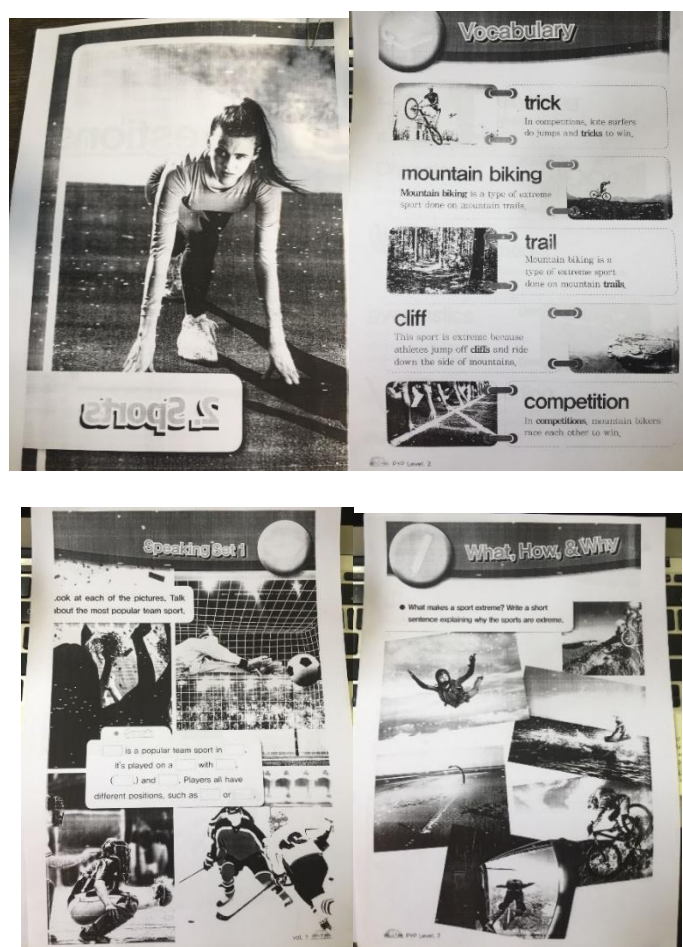 2. Sports
Vocabulary
trick
In competitions, kite surfers
do jumps and tricks to win.
mountain biking
Mountain biking is a type of extreme
sport done on mountain trails.
trail
Mountain biking is a
type of extreme sport
done on mountain trails.
cliff
This sport is extreme because
athletes jump off cliffs and ride
down the side of mountains.
competition
In competitions, mountain bikers
race each other to win.
PYP Level 7
Speaking Set 1
Look at each of the pictures. Talk
about the most popular team sport.
is a popular team sport in .
It's played on a with .
( ) and . Players all have
different positions, such as or .
Vol. 1
1 What, How, & Why
● What makes a sport extreme? Write a short
sentence explaining why the sports are extreme.
PYP Level 7